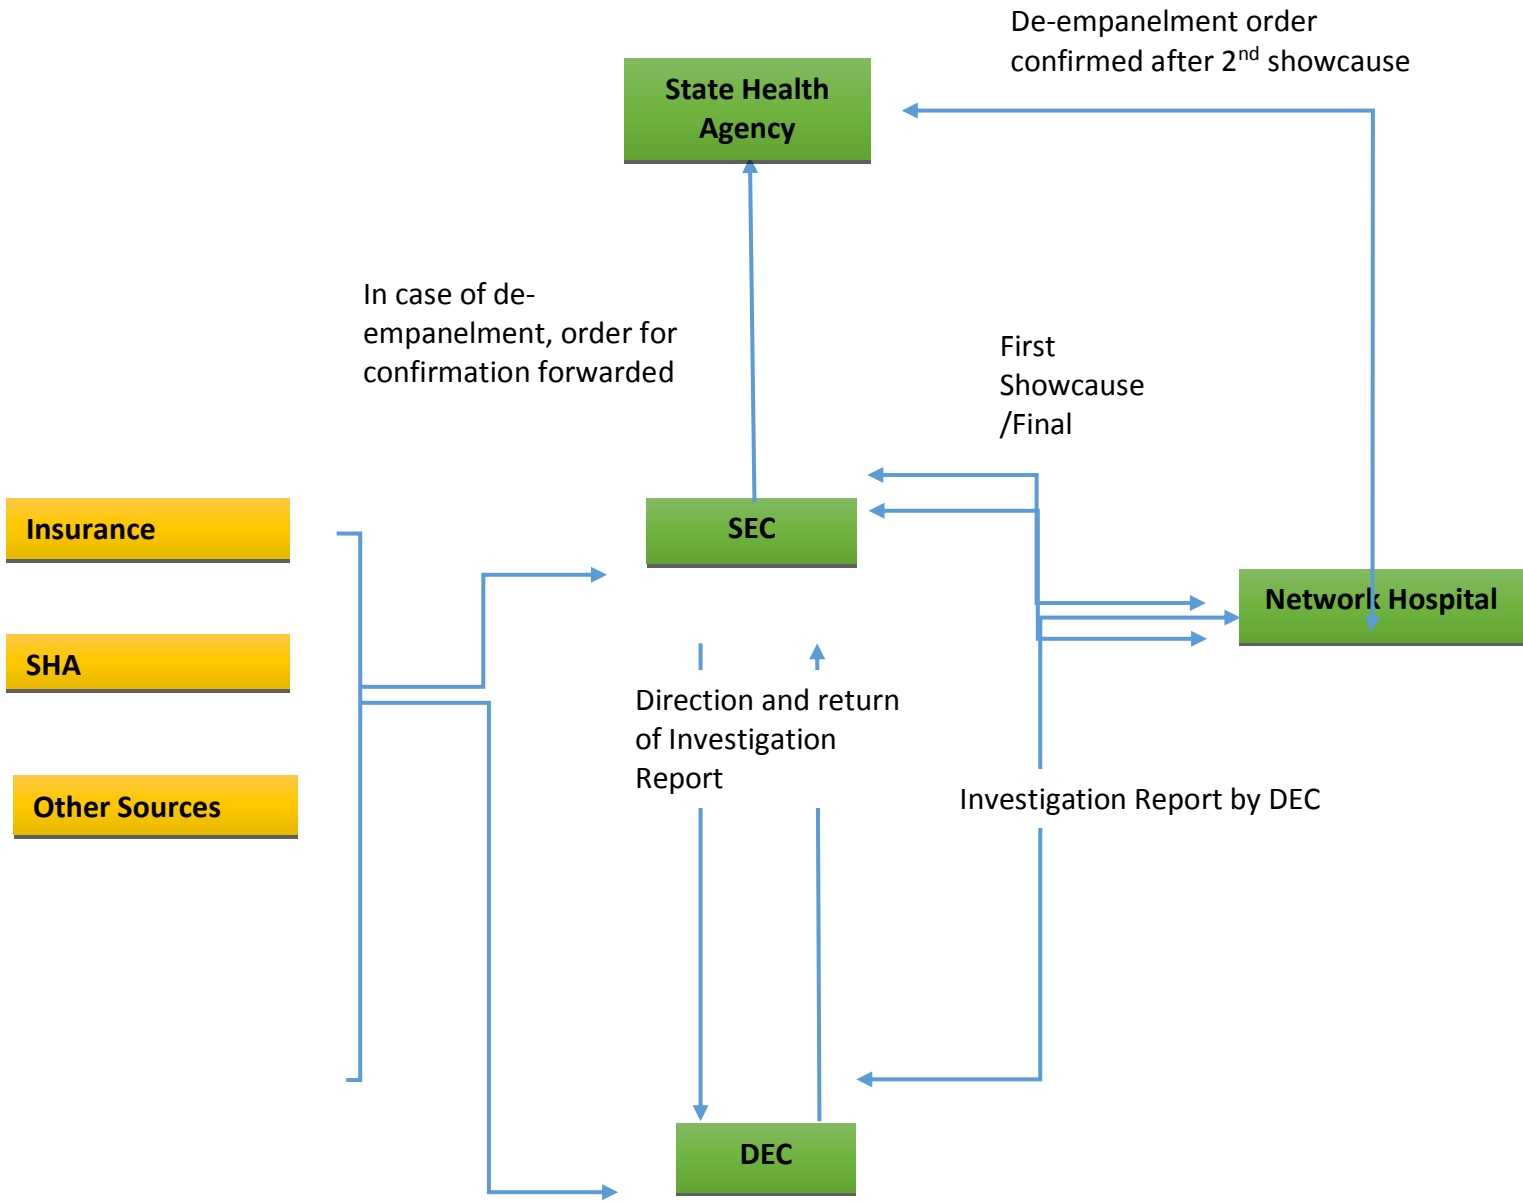 De-empanelment order
confirmed after 2nd showcause
State Health
Agency
In case of de-
empanelment, order for
confirmation forwarded
First
Showcause
/Final
Insurance
SEC
Network Hospital
SHA
Direction and return
of Investigation
Report
Other Sources
Investigation Report by DEC
DEC